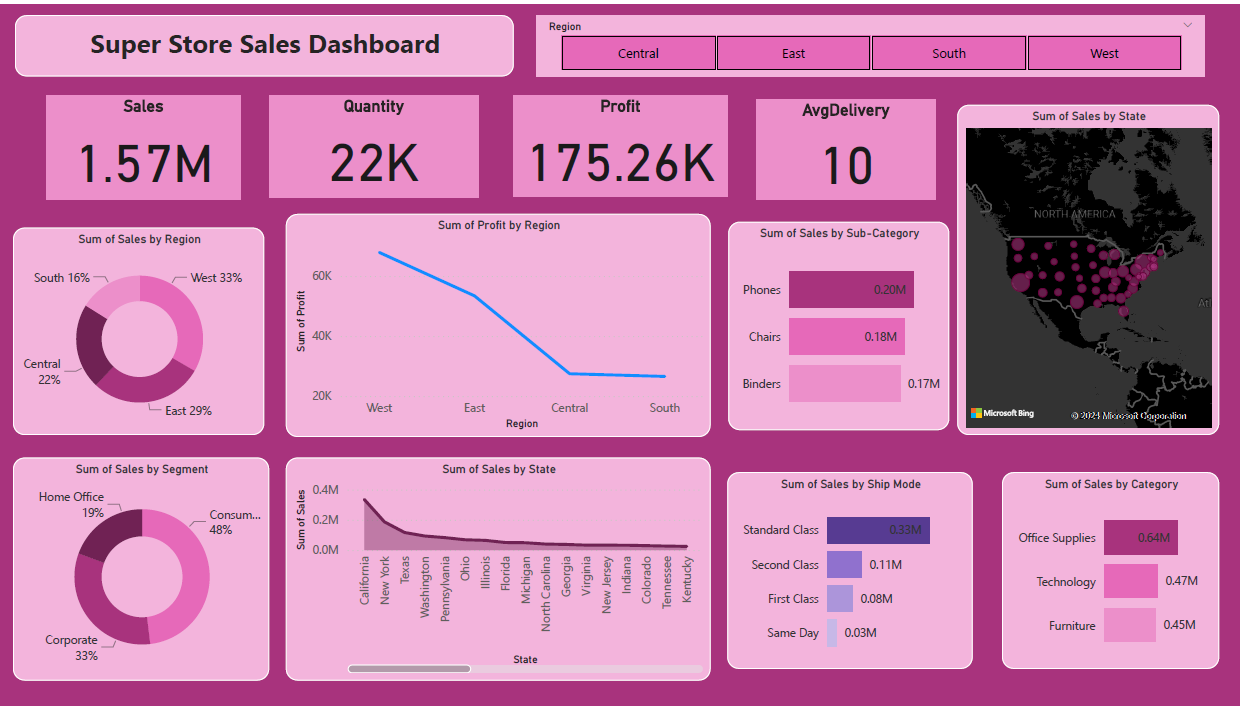 Super Store Sales Dashboard
Region
Central
East
South
West
Sales
1.57M
Quantity
22K
Profit
175.26K
AvgDelivery
10
Sum of Sales by State
NORTH AMERICA
Microsoft Bing
© 2024 Microsoft Corporation
Sum of Sales by Region
South 16%
West 33%
Central
22%
East 29%
Sum of Profit by Region
Sum of Profit
60K
40K
20K
West
East
Central
South
Region
Sum of Sales by Sub-Category
Phones
0.20M
Chairs
0.18M
Binders
0.17M
Sum of Sales by Segment
Home Office
19%
Consum...
48%
Corporate
33%
Sum of Sales by State
Sum of Sales
0.4M
0.2M
0.0M
California
New York
Texas
Washington
Pennsylvania
Ohio
Illinois
Florida
Michigan
North Carolina
Georgia
Virginia
New Jersey
Indiana
Colorado
Tennessee
Kentucky
State
Sum of Sales by Ship Mode
Standard Class
0.33M
Second Class
0.11M
First Class
0.08M
Same Day
0.03M
Sum of Sales by Category
Office Supplies
0.64M
Technology
0.47M
Furniture
0.45M